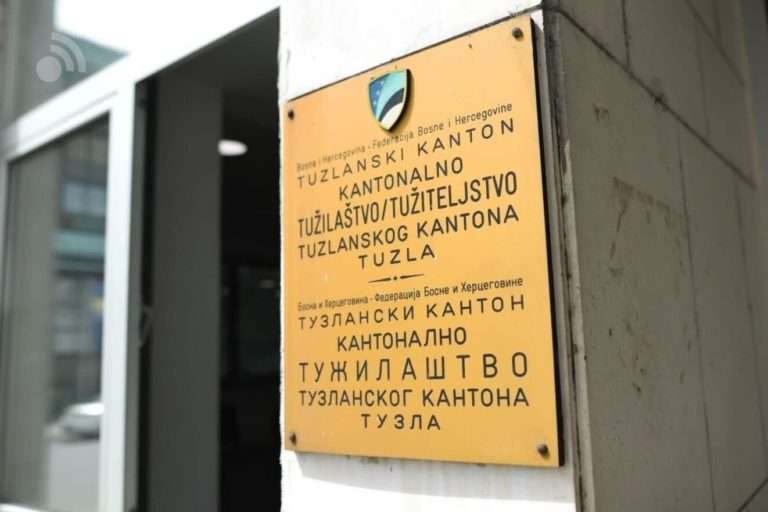 Bosna i Hercegovina - Federacija Bosne i Hercegovine
TUZLANSKI KANTON
KANTONALNO
TUŽILAŠTVO/TUŽITELJSTVO
TUZLANSKOG KANTONA
TUZLA
Босна и Херцеговина - Федерација Босне и Херцеговине
ТУЗЛАНСКИ КАНТОН
КАНТОНАЛНО
ТУЖИЛАШТВО
ТУЗЛАНСКОГ КАНТОНА
ТУЗЛА